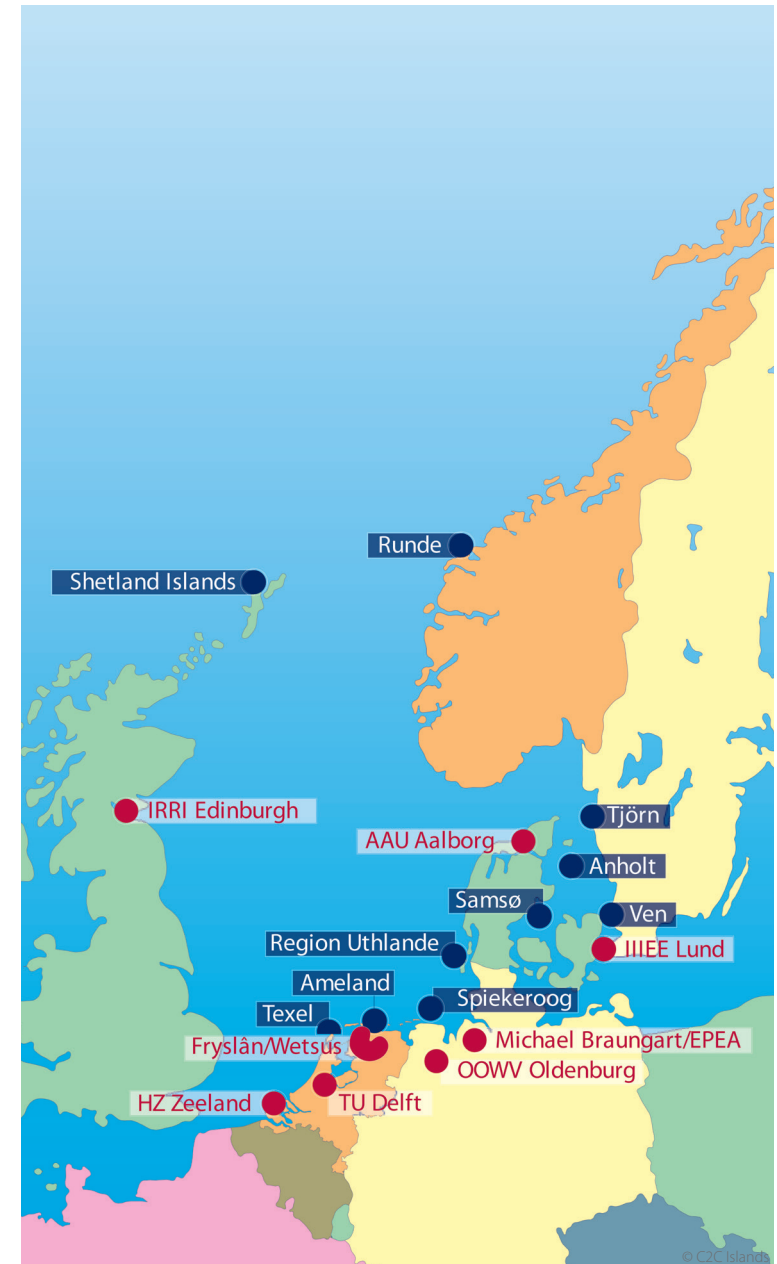 Runde
Shetland Islands
IRRI Edinburgh
Tjörn
AAU Aalborg
Anholt
Samsø
Ven
Region Uthlande
IIIEE Lund
Ameland
Spiekeroog
Texel
Fryslân/Wetsus
Michael Braungart/EPEA
OOWV Oldenburg
HZ Zeeland
TU Delft
© C2C Islands